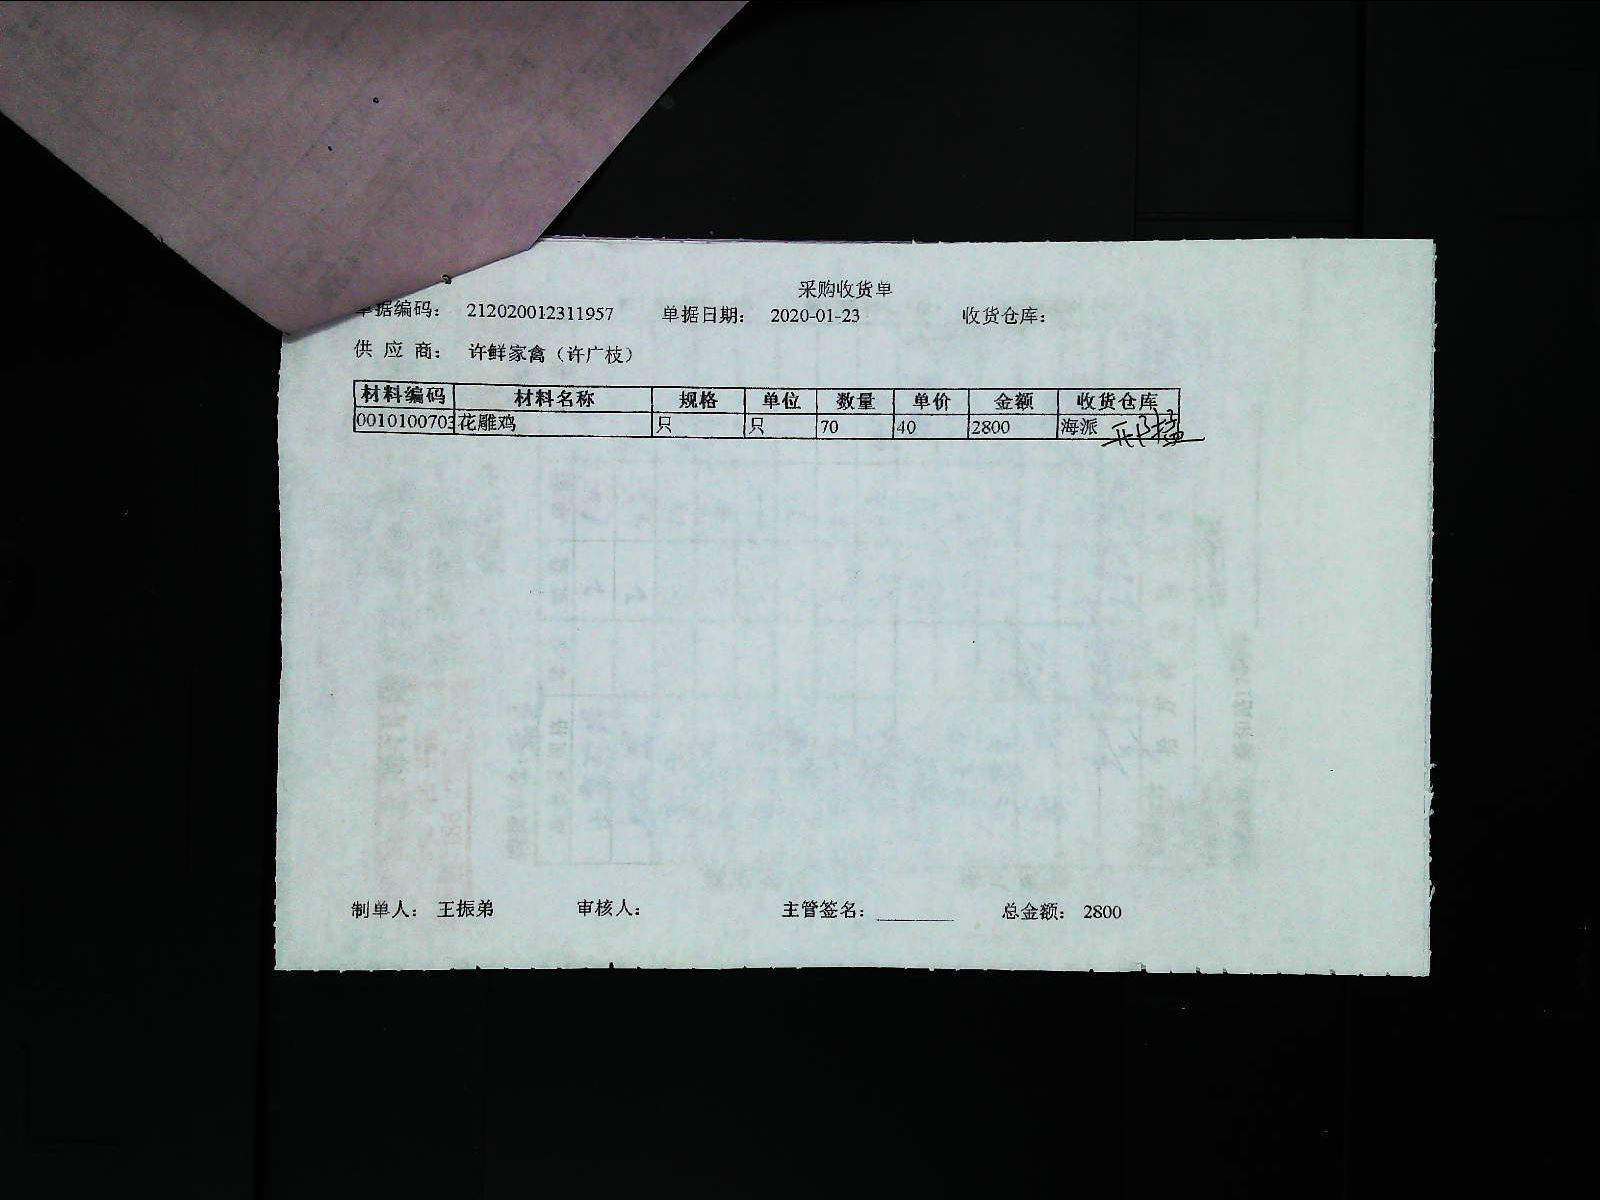 采购收货单
单据编码： 212020012311957 单据日期： 2020-01-23 收货仓库：
供 应 商： 许鲜家禽（许广枝）
材料编码 材料名称 规格 单位 数量 单价 金额 收货仓库
0010100703 花雕鸡 只 只 70 40 2800 海派
制单人： 王振弟 审核人： 主管签名： 总金额： 2800